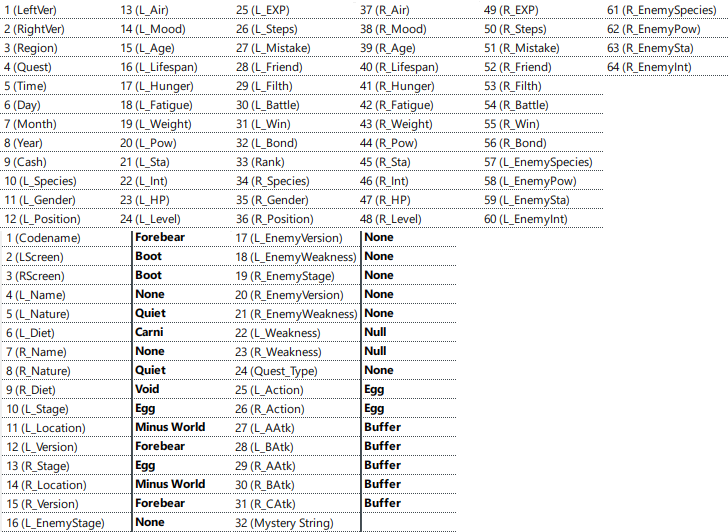 1 (LeftVer) 13 (L_Air) 25 (L_EXP) 37 (R_Air) 49 (R_EXP) 61 (R_EnemySpecies)
2 (RightVer) 14 (L_Mood) 26 (L_Steps) 38 (R_Mood) 50 (R_Steps) 62 (R_EnemyPow)
3 (Region) 15 (L_Age) 27 (L_Mistake) 39 (R_Age) 51 (R_Mistake) 63 (R_EnemySta)
4 (Quest) 16 (L_Lifespan) 28 (L_Friend) 40 (R_Lifespan) 52 (R_Friend) 64 (R_EnemyInt)
5 (Time) 17 (L_Hunger) 29 (L_Filth) 41 (R_Hunger) 53 (R_Filth)
6 (Day) 18 (L_Fatigue) 30 (L_Battle) 42 (R_Fatigue) 54 (R_Battle)
7 (Month) 19 (L_Weight) 31 (L_Win) 43 (R_Weight) 55 (R_Win)
8 (Year) 20 (L_Pow) 32 (L_Bond) 44 (R_Pow) 56 (R_Bond)
9 (Cash) 21 (L_Sta) 33 (Rank) 45 (R_Sta) 57 (L_EnemySpecies)
10 (L_Species) 22 (L_Int) 34 (R_Species) 46 (R_Int) 58 (L_EnemyPow)
11 (L_Gender) 23 (L_HP) 35 (R_Gender) 47 (R_HP) 59 (L_EnemySta)
12 (L_Position) 24 (L_Level) 36 (R_Position) 48 (R_Level) 60 (L_EnemyInt)
1 (Codename) Forebear 17 (L_EnemyVersion) None
2 (LScreen) Boot 18 (L_EnemyWeakness) None
3 (RScreen) Boot 19 (R_EnemyStage) None
4 (L_Name) None 20 (R_EnemyVersion) None
5 (L_Nature) Quiet 21 (R_EnemyWeakness) None
6 (L_Diet) Carni 22 (L_Weakness) Null
7 (R_Name) None 23 (R_Weakness) Null
8 (R_Nature) Quiet 24 (Quest_Type) None
9 (R_Diet) Void 25 (L_Action) Egg
10 (L_Stage) Egg 26 (R_Action) Egg
11 (L_Location) Minus World 27 (L_AAtk) Buffer
12 (L_Version) Forebear 28 (L_BAtk) Buffer
13 (R_Stage) Egg 29 (R_AAtk) Buffer
14 (R_Location) Minus World 30 (R_BAtk) Buffer
15 (R_Version) Forebear 31 (R_CAtk) Buffer
16 (L_EnemyStage) None 32 (Mystery String)